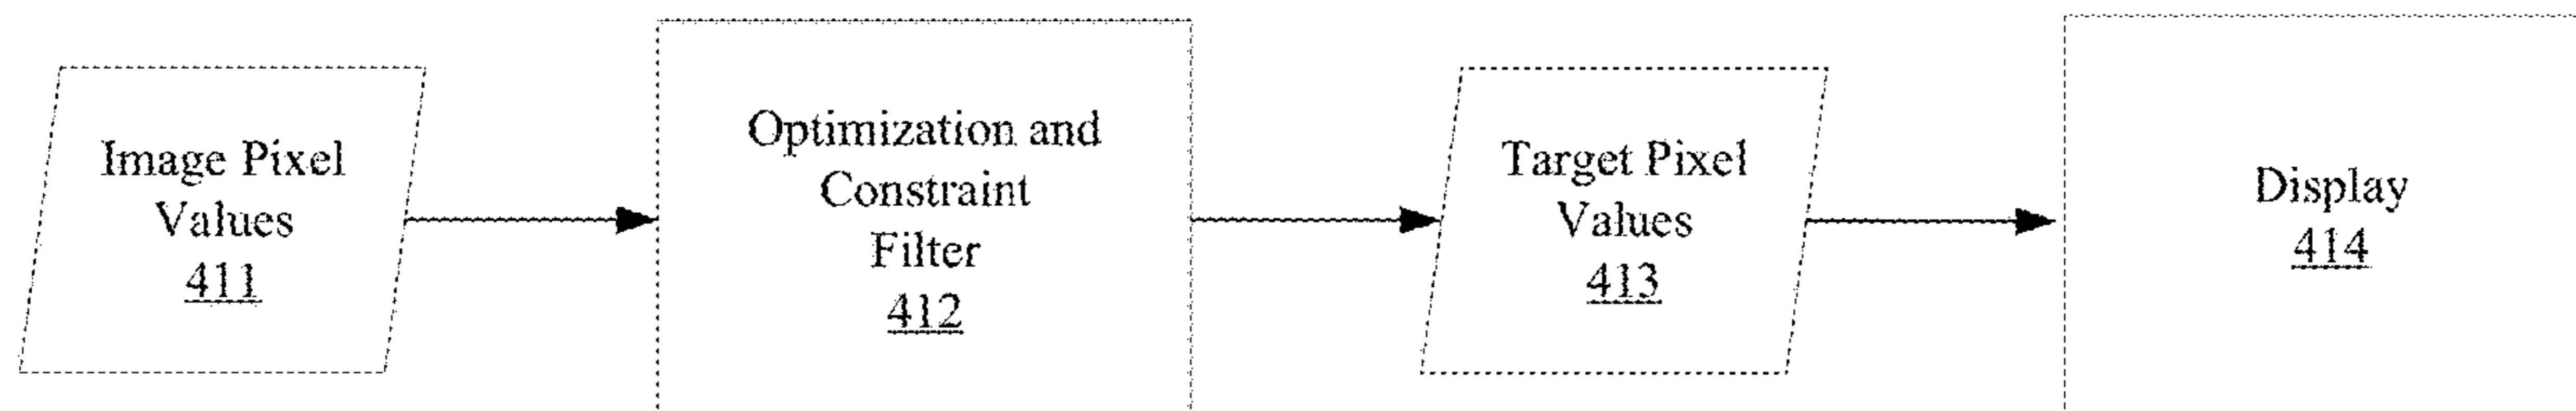 Image Pixel
Values
411
Optimization and
Constraint
Filter
412
Target Pixel
Values
413
Display
414